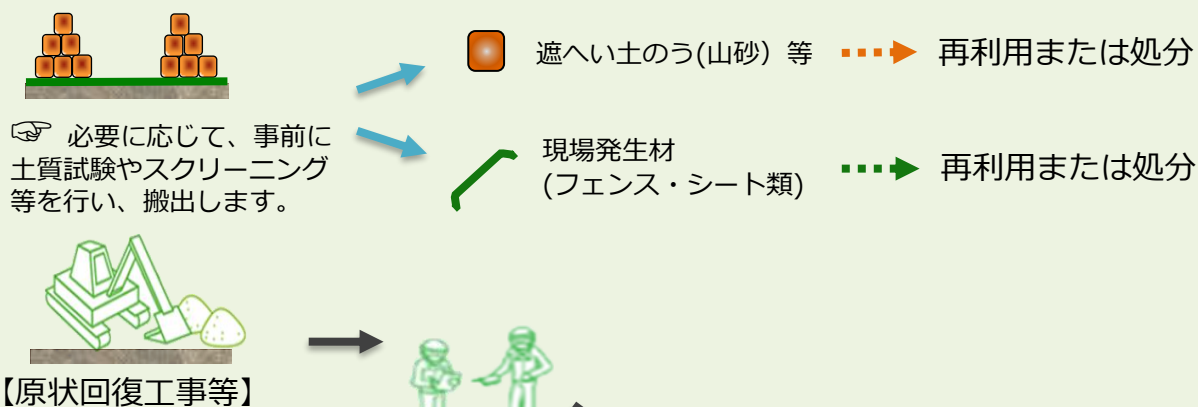 遮へい土のう(山砂）等
再利用または処分
☞ 必要に応じて、事前に
土質試験やスクリーニング
等を行い、搬出します。
現場発生材
(フェンス・シート類)
再利用または処分
【原状回復工事等】